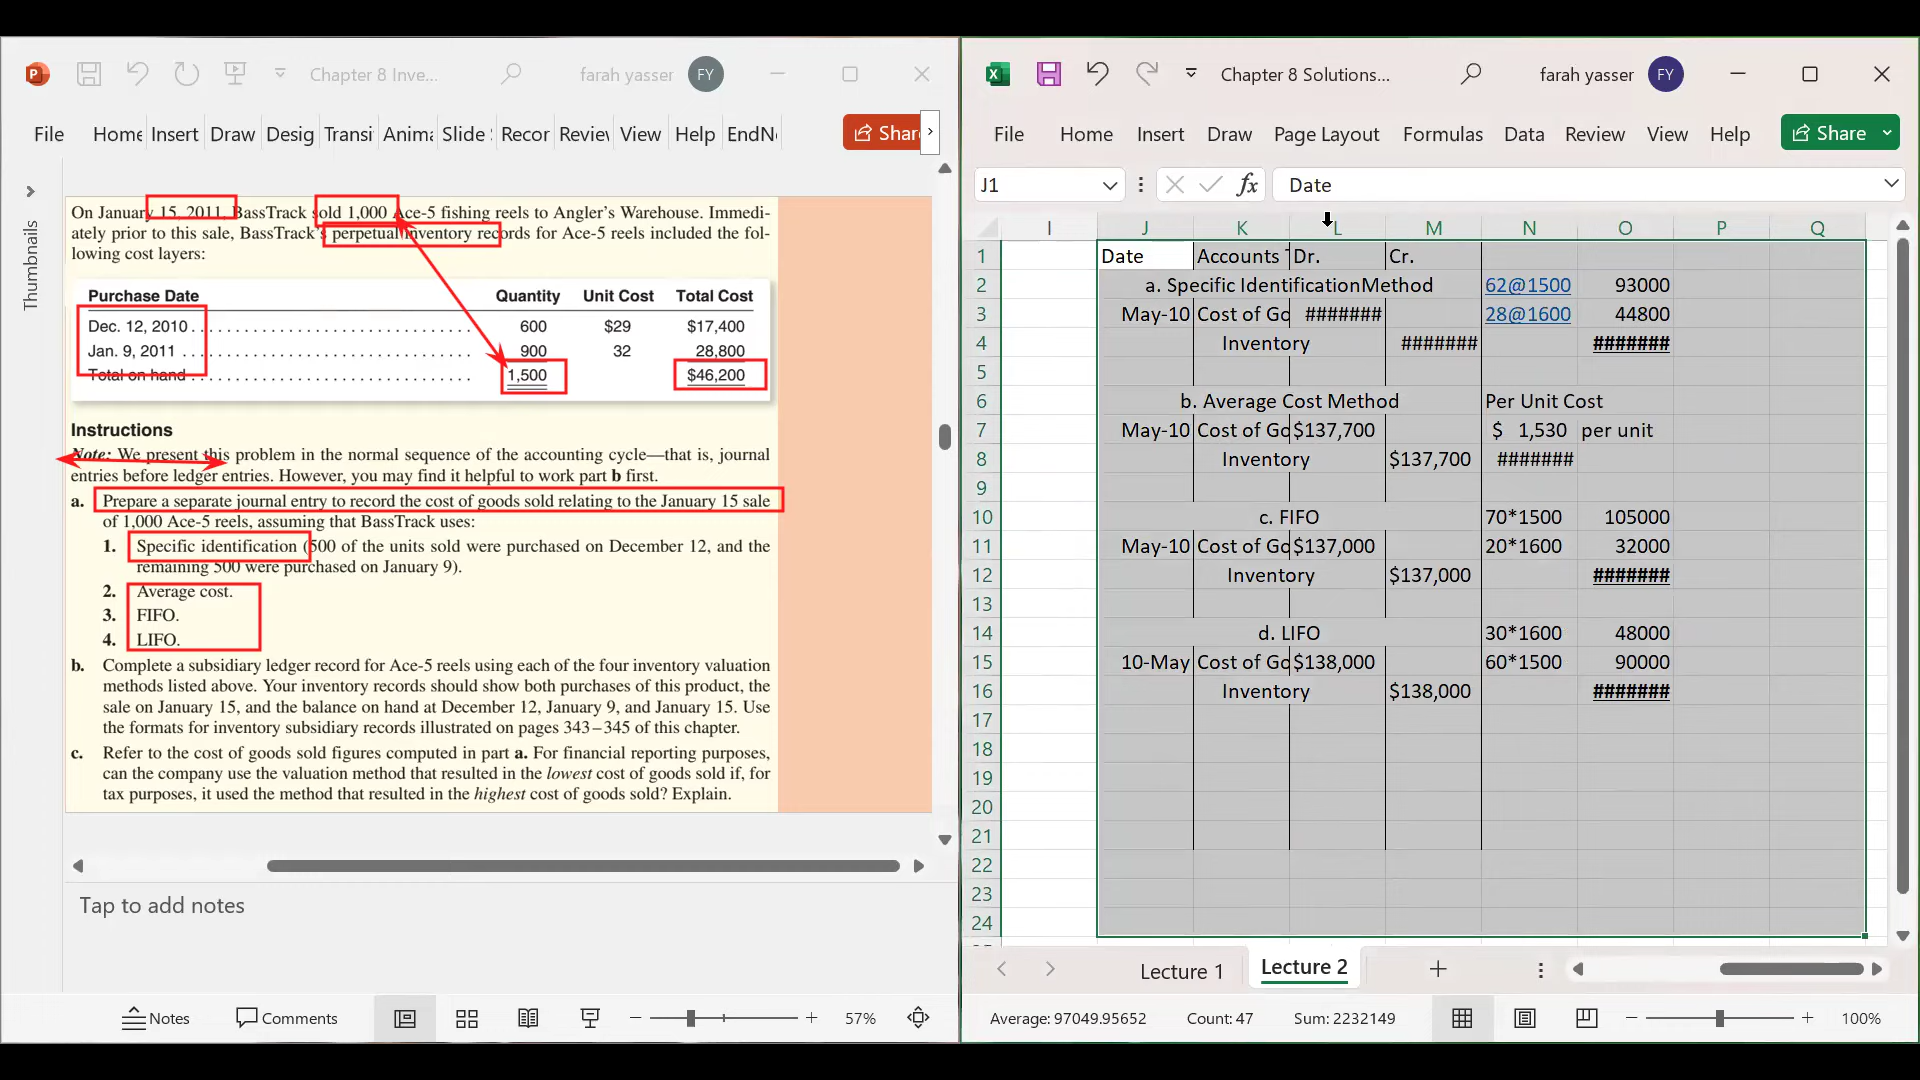 Chapter 8 Inve...
farah yasser
FY
File Home Insert Draw Desig Transi Anima Slide Recor Review View Help EndN Shar
Thumbnails
On January 15, 2011, BassTrack sold 1,000 Ace-5 fishing reels to Angler's Warehouse. Immedi-
ately prior to this sale, BassTrack's perpetual inventory records for Ace-5 reels included the fol-
lowing cost layers:
Purchase Date Quantity Unit Cost Total Cost
Dec. 12, 2010 600 $29 $17,400
Jan. 9, 2011 900 32 28,800
Total on hand 1,500 $46,200
Instructions
Note: We present this problem in the normal sequence of the accounting cycle—that is, journal
entries before ledger entries. However, you may find it helpful to work part b first.
a. Prepare a separate journal entry to record the cost of goods sold relating to the January 15 sale
of 1,000 Ace-5 reels, assuming that BassTrack uses:
1. Specific identification (500 of the units sold were purchased on December 12, and the
remaining 500 were purchased on January 9).
2. Average cost.
3. FIFO.
4. LIFO.
b. Complete a subsidiary ledger record for Ace-5 reels using each of the four inventory valuation
methods listed above. Your inventory records should show both purchases of this product, the
sale on January 15, and the balance on hand at December 12, January 9, and January 15. Use
the formats for inventory subsidiary records illustrated on pages 343–345 of this chapter.
c. Refer to the cost of goods sold figures computed in part a. For financial reporting purposes,
can the company use the valuation method that resulted in the lowest cost of goods sold if, for
tax purposes, it used the method that resulted in the highest cost of goods sold? Explain.
Tap to add notes
Notes Comments 57%
Chapter 8 Solutions...
farah yasser
FY
File Home Insert Draw Page Layout Formulas Data Review View Help Share
J1 fx Date
I J K L M N O P Q
1 Date Accounts Dr. Cr.
2 a. Specific IdentificationMethod 62@1500 93000
3 May-10 Cost of Go ####### 28@1600 44800
4 Inventory ####### #######
5
6 b. Average Cost Method Per Unit Cost
7 May-10 Cost of Go $137,700 $ 1,530 per unit
8 Inventory $137,700 #######
9
10 c. FIFO 70*1500 105000
11 May-10 Cost of Go $137,000 20*1600 32000
12 Inventory $137,000 #######
13
14 d. LIFO 30*1600 48000
15 10-May Cost of Go $138,000 60*1500 90000
16 Inventory $138,000 #######
17
18
19
20
21
22
23
24
Lecture 1 Lecture 2
Average: 97049.95652 Count: 47 Sum: 2232149 100%